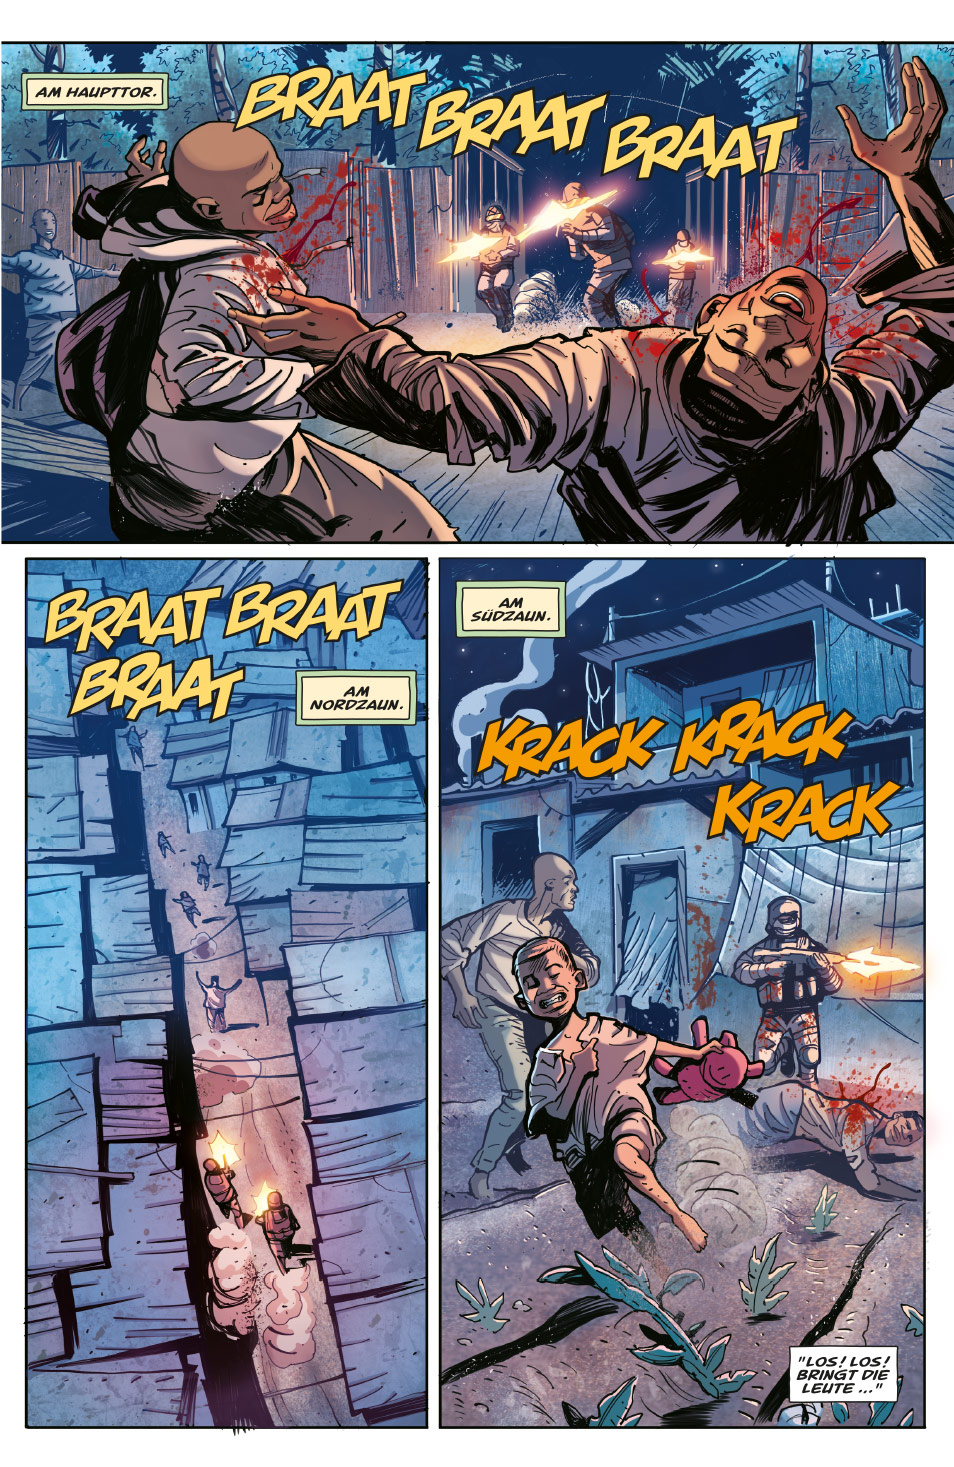 AM HAUPTTOR.
BRAAT BRAAT BRAAT
BRAAT BRAAT
BRAAT
AM
NORDZAUN.
AM
SÜDZAUN.
KRACK KRACK
KRACK
"LOS! LOS!
BRINGT DIE
LEUTE ..."